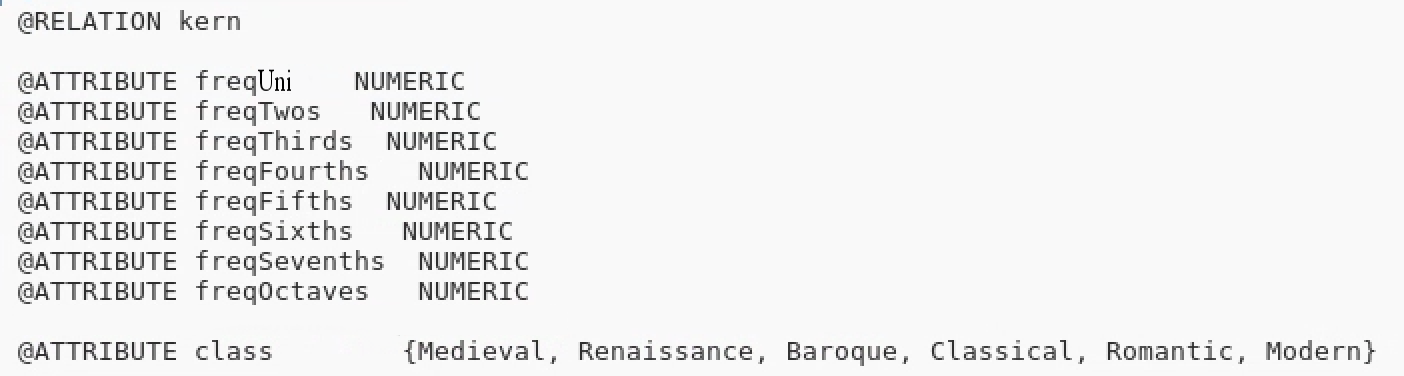 @RELATION kern
@ATTRIBUTE freqUni NUMERIC
@ATTRIBUTE freqTwos NUMERIC
@ATTRIBUTE freqThirds NUMERIC
@ATTRIBUTE freqFourths NUMERIC
@ATTRIBUTE freqFifths NUMERIC
@ATTRIBUTE freqSixths NUMERIC
@ATTRIBUTE freqSevenths NUMERIC
@ATTRIBUTE freqOctaves NUMERIC
@ATTRIBUTE class {Medieval, Renaissance, Baroque, Classical, Romantic, Modern}